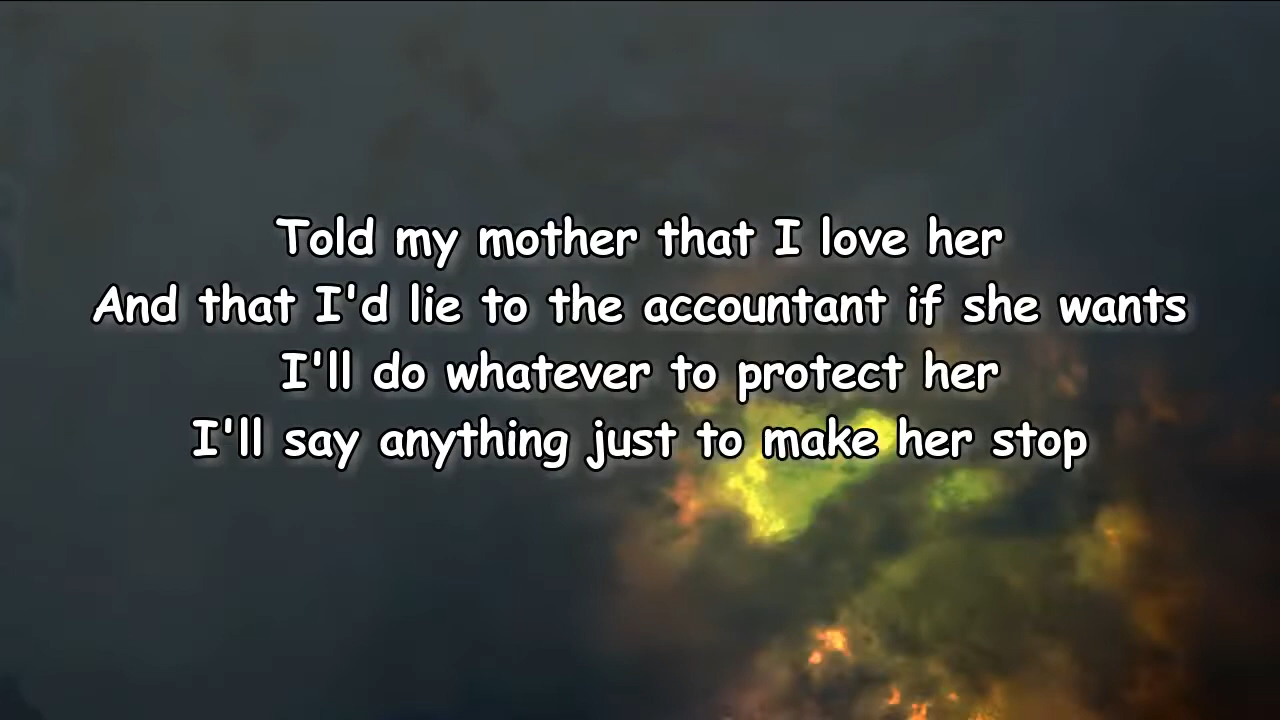 Told my mother that I love her
And that I'd lie to the accountant if she wants
I'll do whatever to protect her
I'll say anything just to make her stop